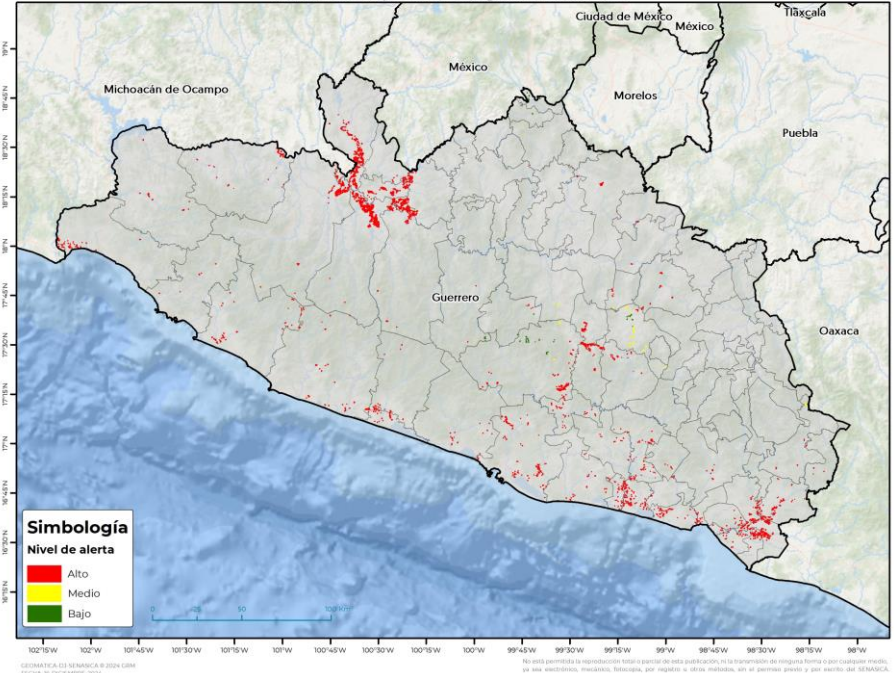 Ciudad de México
Tlaxcala
México
México
Michoacán de Ocampo
Morelos
Puebla
Guerrero
Oaxaca
19°N
18°45'N
18°30'N
18°15'N
18°N
17°45'N
17°30'N
17°15'N
17°N
16°45'N
16°30'N
16°15'N
Simbología
Nivel de alerta
Alto
Medio
Bajo
0 25 50 100 Km
102°15'W 102°W 101°45'W 101°30'W 101°15'W 101°W 100°45'W 100°30'W 100°15'W 100°W 99°45'W 99°30'W 99°15'W 99°W 98°45'W 98°30'W 98°15'W 98°W
GEOMÁTICA DJ SENASICA ® 2024 GRM
No está permitida la reproducción total o parcial de esta publicación, ni la transmisión de ninguna forma o por cualquier medio,
ya sea electrónico, mecánico, fotocopia, por registro u otros métodos, sin el permiso previo y por escrito del SENASICA.